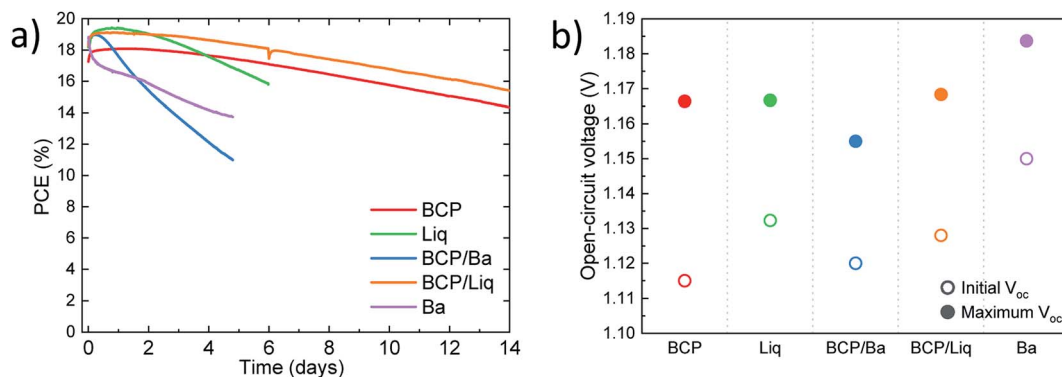 a)
20
18
16
14
12
10
8
6
4
2
0
PCE (%)
BCP
Liq
BCP/Ba
BCP/Liq
Ba
0 2 4 6 8 10 12 14
Time (days)
b)
1.19
1.18
1.17
1.16
1.15
1.14
1.13
1.12
1.11
1.10
Open-circuit voltage (V)
Initial Voc
Maximum Voc
BCP Liq BCP/Ba BCP/Liq Ba